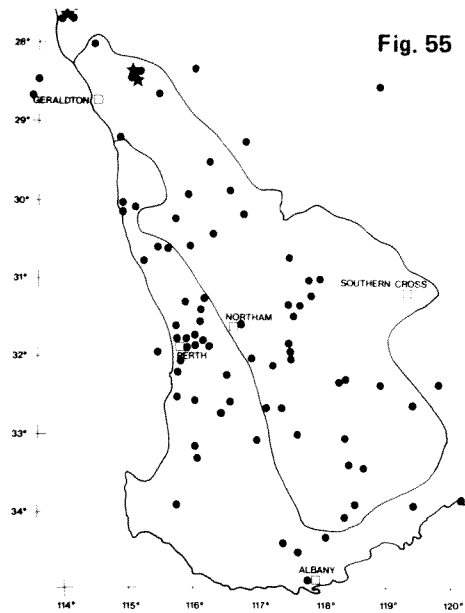 Fig. 55
28°
GERALDTON
29°
30°
31°
SOUTHERN CROSS
NORTHAM
32°
PERTH
33°
34°
ALBANY
114° 115° 116° 117° 118° 119° 120°